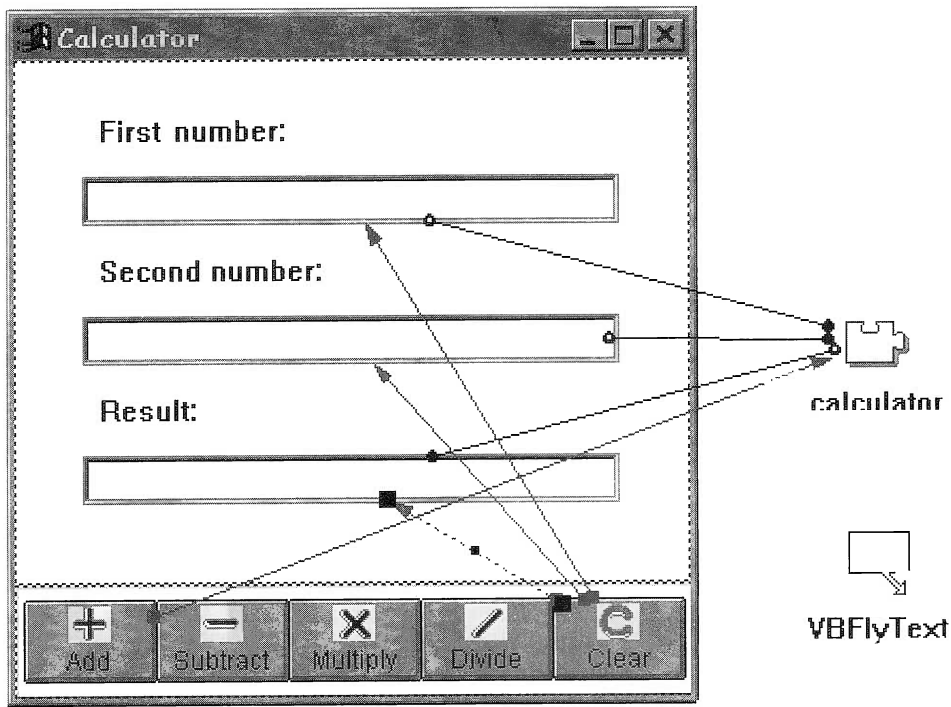 Calculator
First number:
Second number:
Result:
calculator
VBFlyText
Add Subtract Multiply Divide Clear